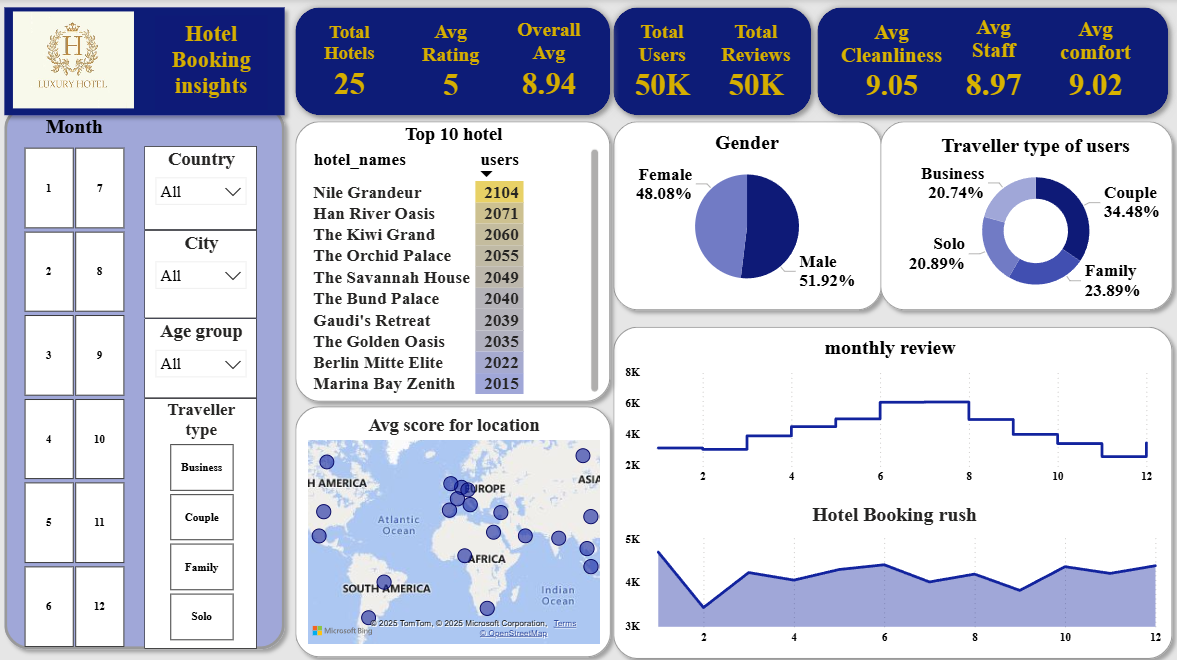 H
LUXURY HOTEL
Hotel
Booking
insights
Total
Hotels
25
Avg
Rating
5
Overall
Avg
8.94
Total
Users
50K
Total
Reviews
50K
Avg
Cleanliness
9.05
Avg
Staff
8.97
Avg
comfort
9.02
Month
1
7
2
8
3
9
4
10
5
11
6
12
Country
All
City
All
Age group
All
Traveller
type
Business
Couple
Family
Solo
Top 10 hotel
hotel_names users
Nile Grandeur 2104
Han River Oasis 2071
The Kiwi Grand 2060
The Orchid Palace 2055
The Savannah House 2049
The Bund Palace 2040
Gaudi's Retreat 2039
The Golden Oasis 2035
Berlin Mitte Elite 2022
Marina Bay Zenith 2015
Gender
Female
48.08%
Male
51.92%
Traveller type of users
Business
20.74%
Couple
34.48%
Solo
20.89%
Family
23.89%
Avg score for location
H AMERICA
EUROPE
ASIA
Atlantic
Ocean
AFRICA
SOUTH AMERICA
Indian
Ocean
Microsoft Bing
© 2025 TomTom, © 2025 Microsoft Corporation, Terms
© OpenStreetMap
monthly review
8K
6K
4K
2K
2 4 6 8 10 12
Hotel Booking rush
5K
4K
3K
2 4 6 8 10 12